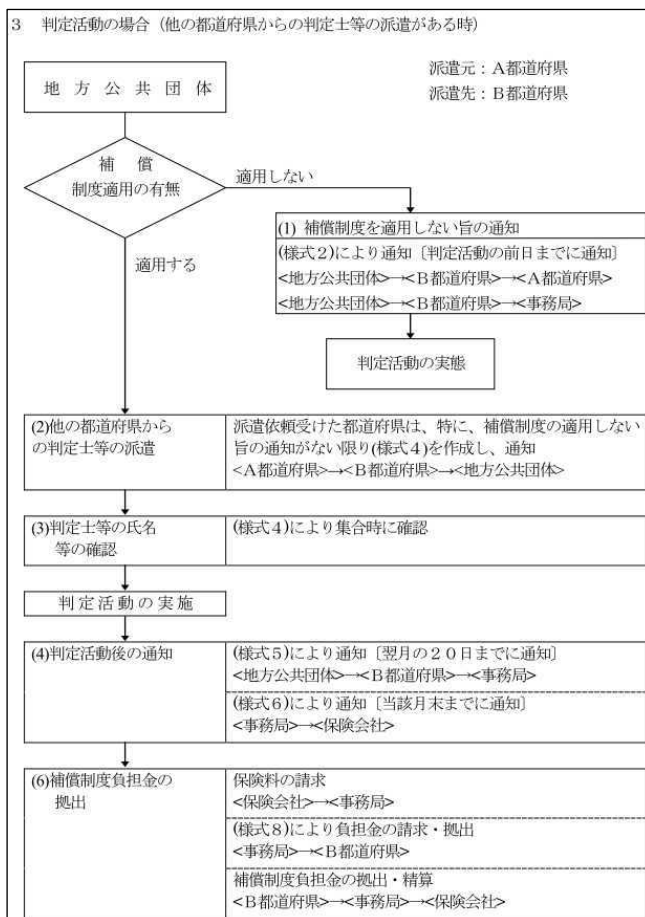 3 判定活動の場合（他の都道府県からの判定士等の派遣がある時）
地方公共団体
派遣元：A都道府県
派遣先：B都道府県
補償
制度適用の有無
適用しない
適用する
(1) 補償制度を適用しない旨の通知
(様式２)により通知〔判定活動の前日までに通知〕
<地方公共団体>→<B都道府県>→<A都道府県>
<地方公共団体>→<B都道府県>→<事務局>
判定活動の実態
(2)他の都道府県から
の判定士等の派遣
派遣依頼受けた都道府県は、特に、補償制度の適用しない
旨の通知がない限り(様式４)を作成し、通知
<A都道府県>→<B都道府県>→<地方公共団体>
(3)判定士等の氏名
等の確認
(様式４)により集合時に確認
判定活動の実施
(4)判定活動後の通知
(様式５)により通知〔翌月の２０日までに通知〕
<地方公共団体>→<B都道府県>→<事務局>
(様式６)により通知〔当該月末までに通知〕
<事務局>→<保険会社>
(6)補償制度負担金の
拠出
保険料の請求
<保険会社>→<事務局>
(様式８)により負担金の請求・拠出
<事務局>→<B都道府県>
補償制度負担金の拠出・精算
<B都道府県>→<事務局>→<保険会社>